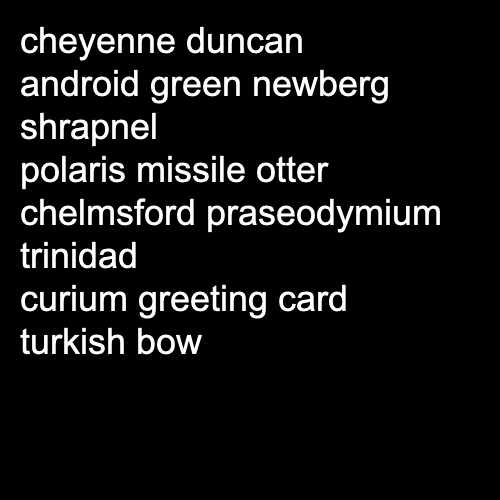 cheyenne duncan
android green newberg
shrapnel
polaris missile otter
chelmsford praseodymium
trinidad
curium greeting card
turkish bow